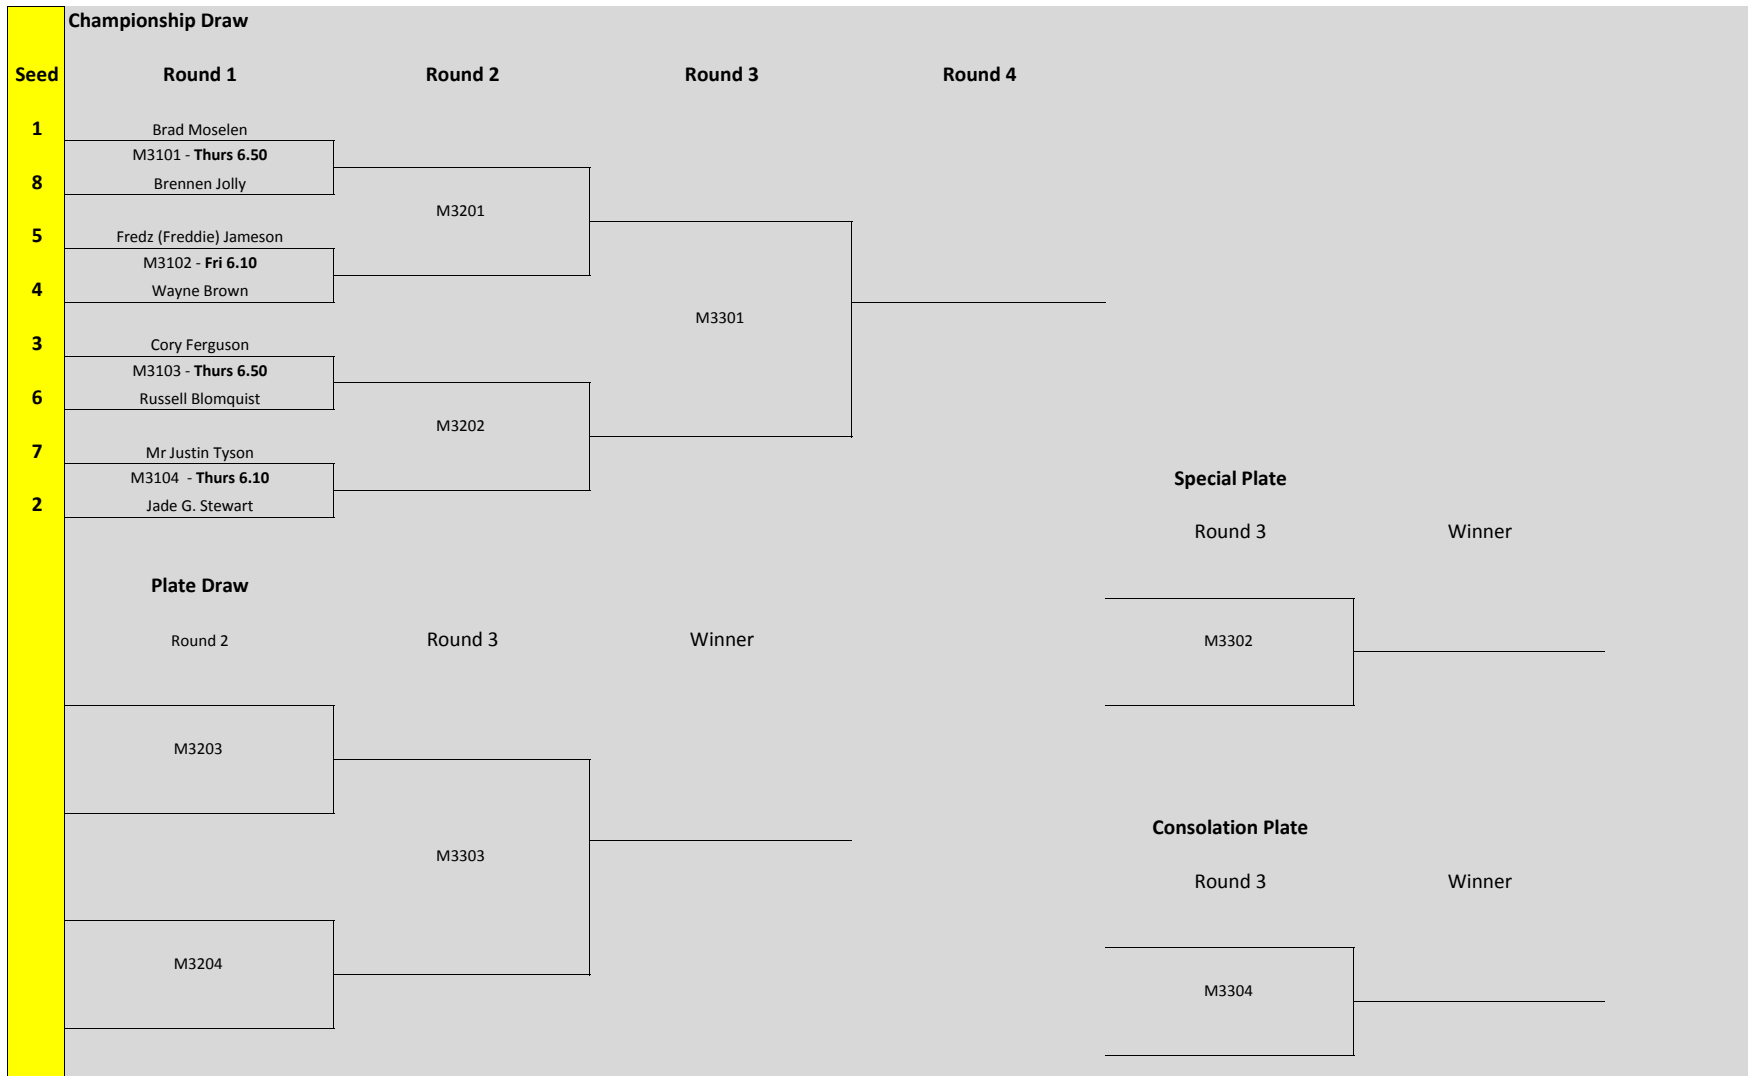 Championship Draw
Seed Round 1 Round 2 Round 3 Round 4
1 Brad Moselen
M3101 - Thurs 6.50
8 Brennen Jolly
M3201
5 Fredz (Freddie) Jameson
M3102 - Fri 6.10
4 Wayne Brown
M3301
3 Cory Ferguson
M3103 - Thurs 6.50
6 Russell Blomquist
M3202
7 Mr Justin Tyson
M3104 - Thurs 6.10
2 Jade G. Stewart
Special Plate
Round 3 Winner
M3302
Plate Draw
Round 2 Round 3 Winner
M3203
M3303
M3204
Consolation Plate
Round 3 Winner
M3304